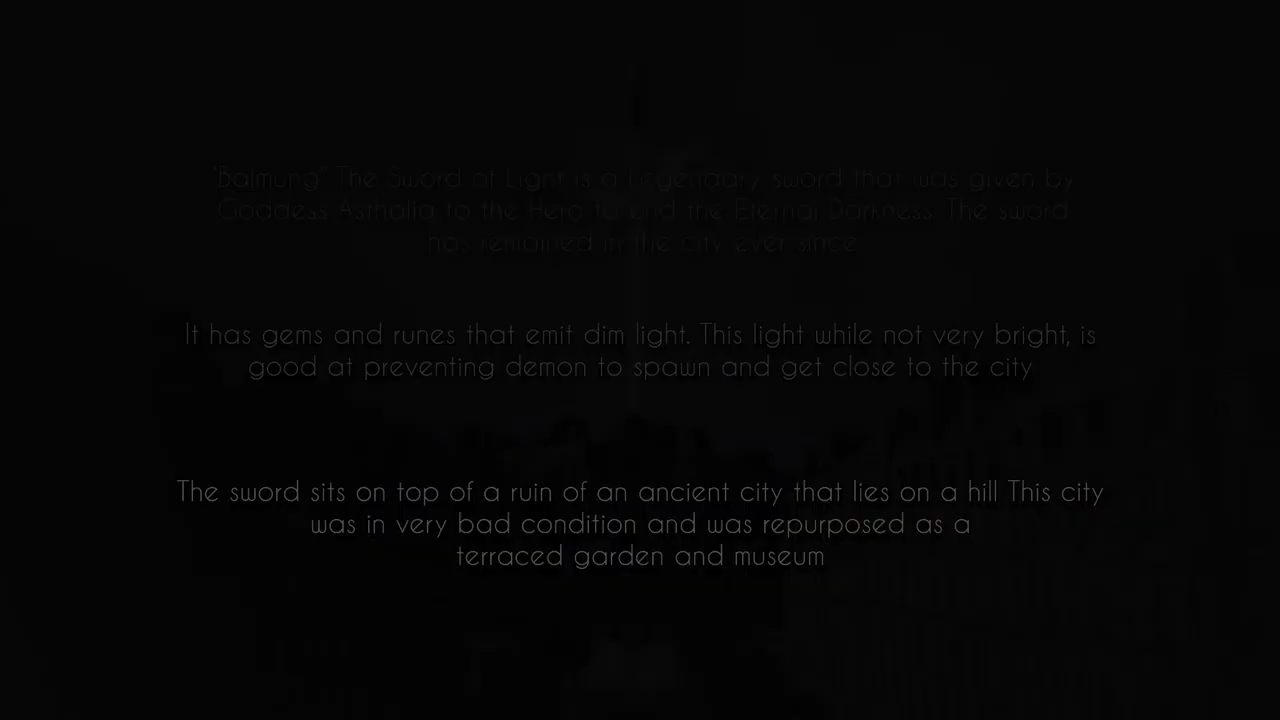 "Balmung" The Sword of Light is a Legendary sword that was given by
Goddess Asthalia to the Hero to end the Eternal Darkness. The sword
has remained in the city ever since
It has gems and runes that emit dim light. This light while not very bright, is
good at preventing demon to spawn and get close to the city
The sword sits on top of a ruin of an ancient city that lies on a hill This city
was in very bad condition and was repurposed as a
terraced garden and museum